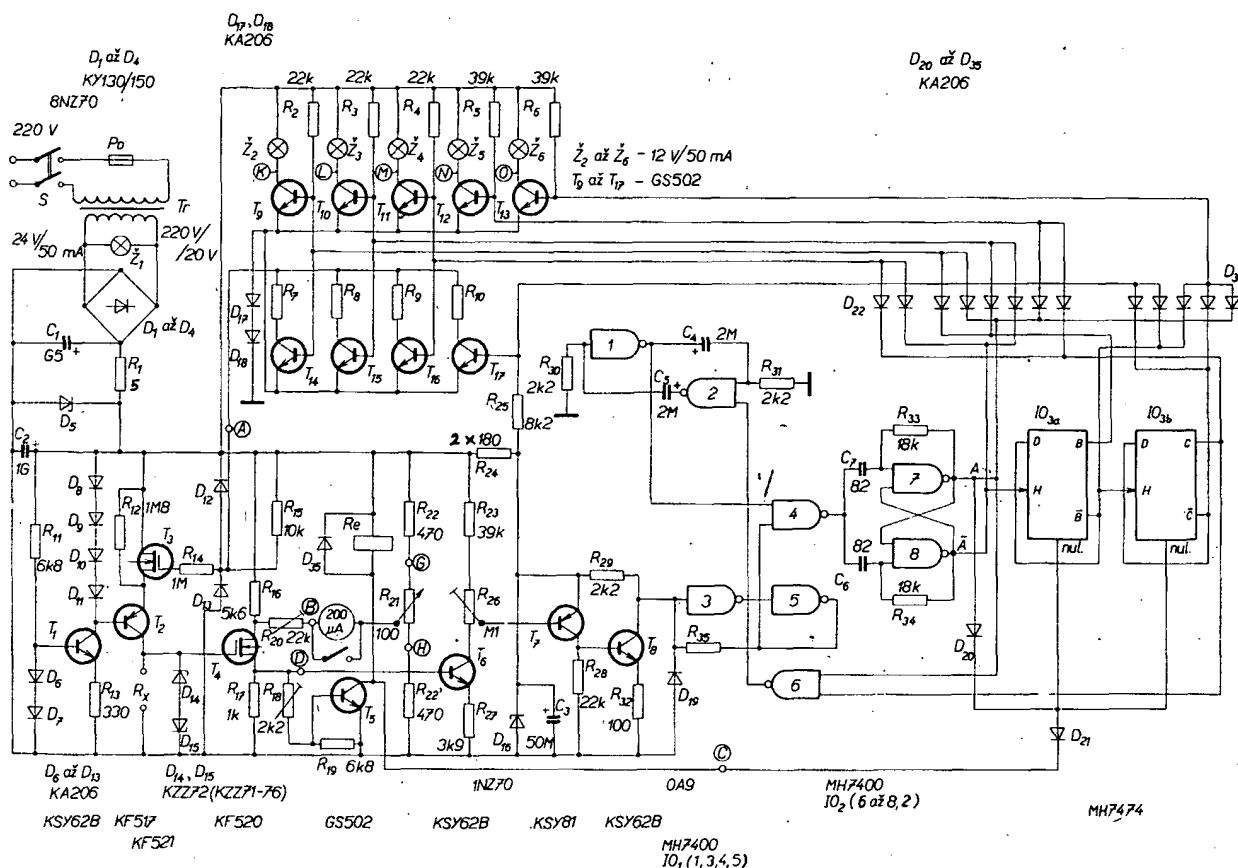 D17, D18
KA206
D1 až D4
KY130/150
8NZ70
D20 až D35
KA206
22k 22k 22k 39k 39k
R2 R3 R4 R5 R6
220 V
Po
S
Tr
Ž2 Ž3 Ž4 Ž5 Ž6
K L M N O
Ž2 až Ž6 - 12 V/50 mA
T9 až T17 - GS502
T9 T10 T11 T12 T13
24 V/50 mA
Ž1
220 V/
/20 V
D1 až D4
C1
G5
+
R1
5
D5
D17
D18
R7 R8 R9 R10
T14 T15 T16 T17
A
R25
8k2
R30
2k2
1
C4
+
2M
C5
+
2M
2
R31
2k2
D22
D3
C2
+
1G
2 x 180
R24
R33
18k
C7
82
7
A
4
82
C6
8
Ā
18k
R34
IO3a
D
B
H
B̄
nul.
IO3b
D
C
H
C̄
nul.
R11
6k8
D8
D9
D10
D11
R12
1M8
T3
R14
1M
D12
R15
10k
D13
5k6
R16
D35
Re
R22
470
G
R21
100
H
R22'
470
R23
39k
R26
M1
R29
2k2
3
5
R35
6
T1
T2
T4
R20
22k
B
200
µA
D
T5
T6
T7
T8
D6
D7
R13
330
Rx
D14
D15
R17
1k
R18
2k2
R19
6k8
R27
3k9
D16
C3
+
50M
R28
22k
R32
100
D19
C
D20
D21
D6 až D13
KA206
D14, D15
KZZ72 (KZZ71-76)
1NZ70
0A9
MH7400
IO2 (6 až 8, 2)
MH7474
KSY62B KF517 KF520 GS502 KSY62B KSY81 KSY62B
KF521
MH7400
IO1 (1, 3, 4, 5)